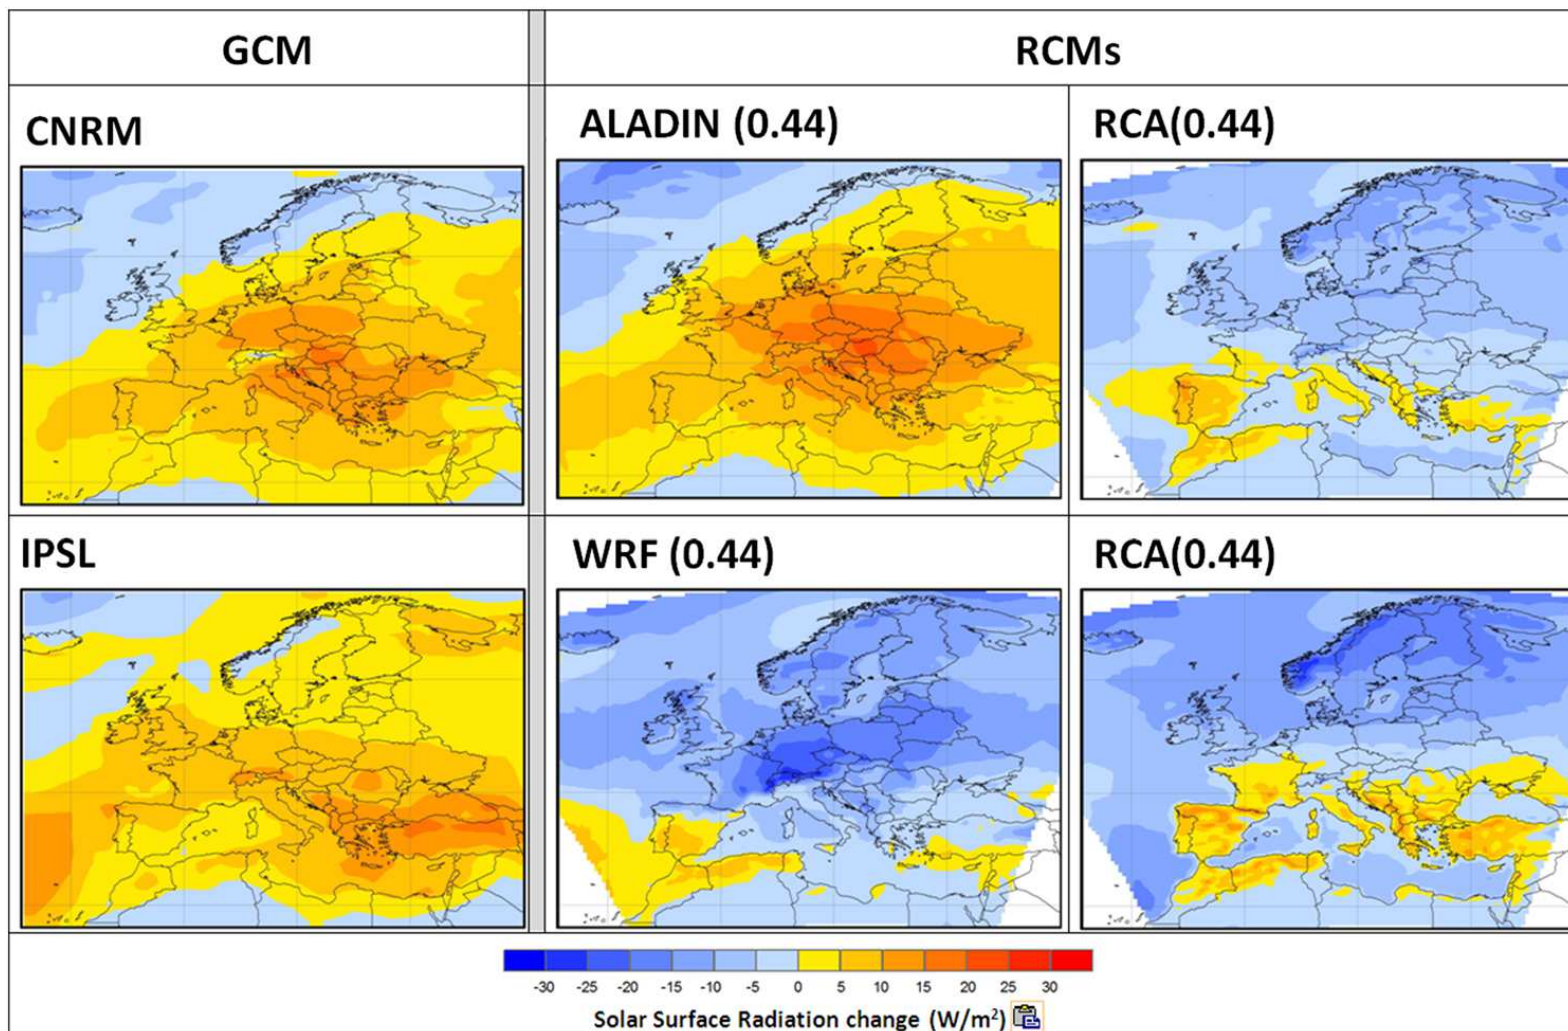 GCM RCMs
CNRM ALADIN (0.44) RCA(0.44)
IPSL WRF (0.44) RCA(0.44)
-30 -25 -20 -15 -10 -5 0 5 10 15 20 25 30
Solar Surface Radiation change (W/m²)